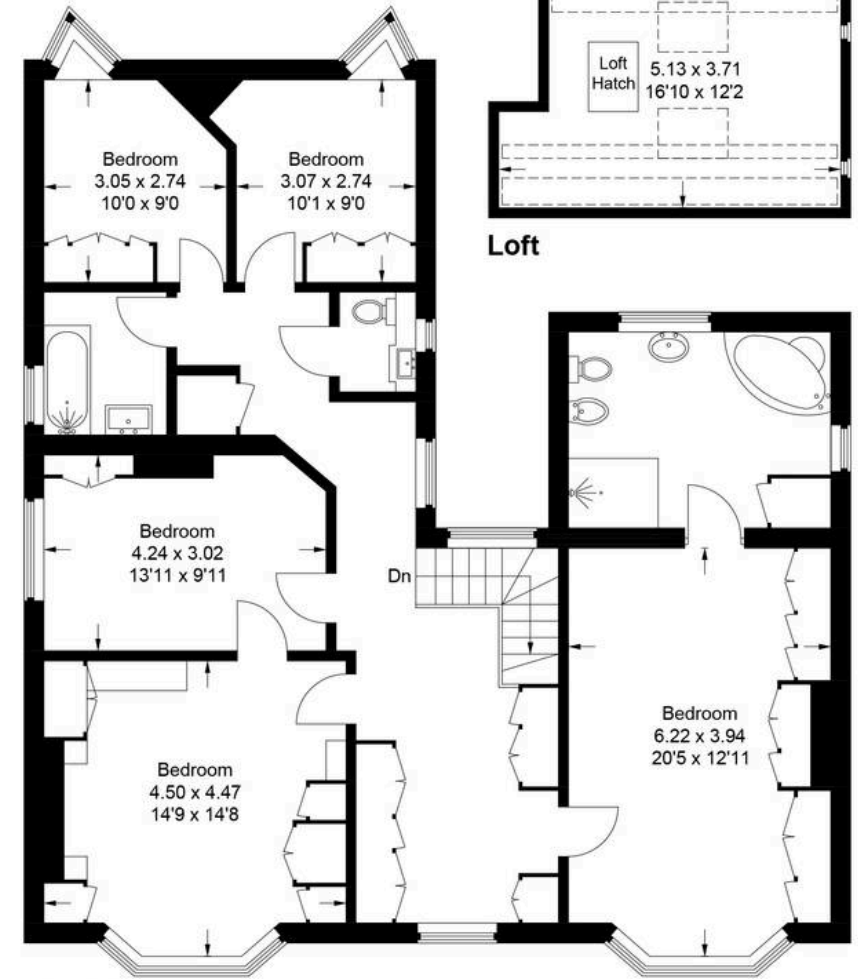 Loft
Hatch
5.13 x 3.71
16'10 x 12'2
Loft
Bedroom
3.05 x 2.74
10'0 x 9'0
Bedroom
3.07 x 2.74
10'1 x 9'0
Bedroom
4.24 x 3.02
13'11 x 9'11
Dn
Bedroom
6.22 x 3.94
20'5 x 12'11
Bedroom
4.50 x 4.47
14'9 x 14'8